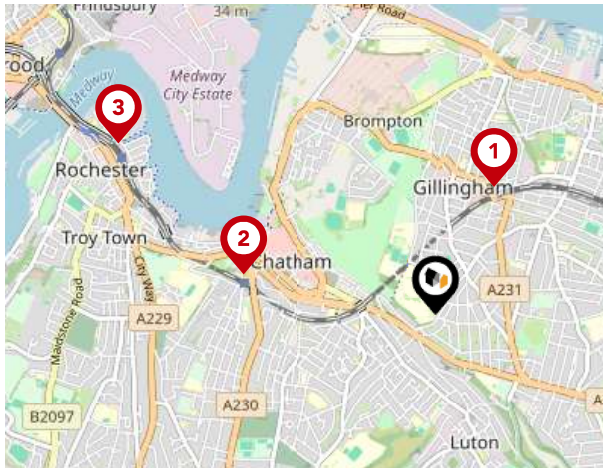 Frindsbury
34 m
Pier Road
rood
Medway
Medway
City Estate
3
Brompton
1
Rochester
Gillingham
2
Troy Town
Chatham
City Way
A231
Maidstone Road
A229
A230
B2097
A
Luton